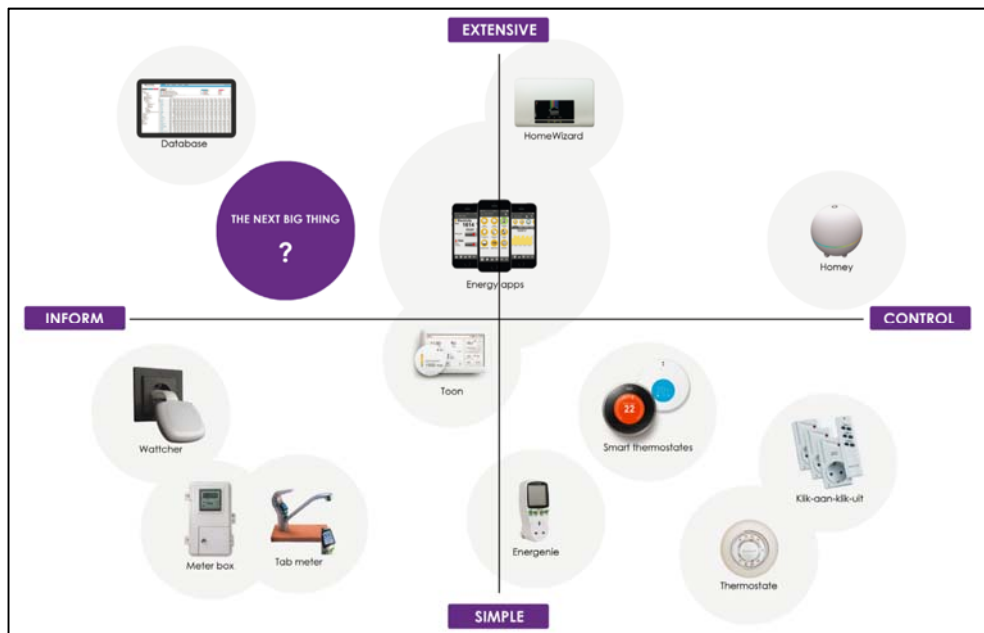 EXTENSIVE
Database
HomeWizard
THE NEXT BIG THING
?
Energy apps
Homey
INFORM
CONTROL
Toon
Wattcher
22
Smart thermostates
Klik-aan-klik-uit
Meter box
Tab meter
Energenie
Thermostate
SIMPLE